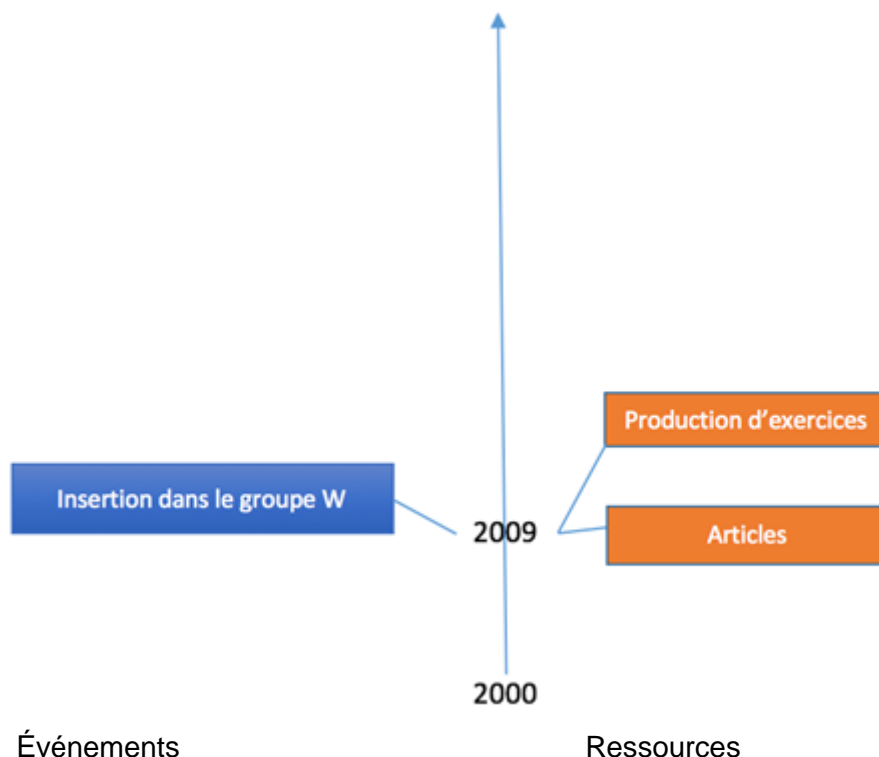 Production d'exercices
Insertion dans le groupe W
2009
Articles
2000
Événements
Ressources